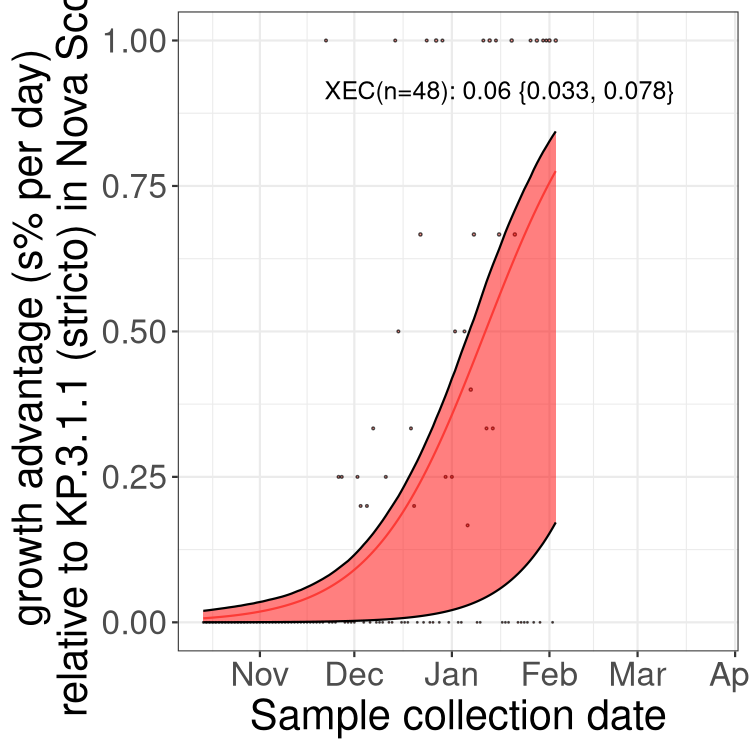 growth advantage (s% per day)
relative to KP.3.1.1 (stricto) in Nova Sco
1.00
0.75
0.50
0.25
0.00
XEC(n=48): 0.06 {0.033, 0.078}
Nov Dec Jan Feb Mar Ap
Sample collection date